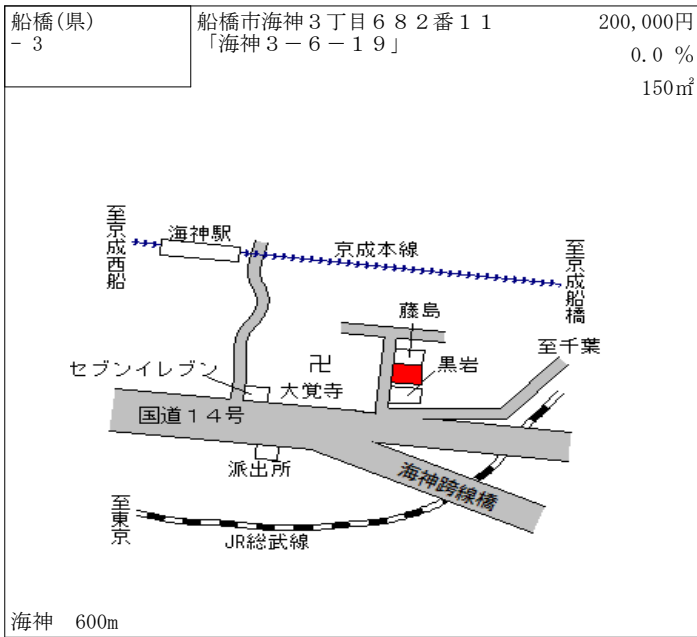 船橋(県)
- 3
船橋市海神３丁目６８２番１１
「海神３－６－１９」
200,000円
0.0 %
150㎡
至京成西船
海神駅
京成本線
至京成船橋
藤島
至千葉
セブンイレブン
卍
大覚寺
黒岩
国道１４号
派出所
海神跨線橋
至東京
JR総武線
海神 600m